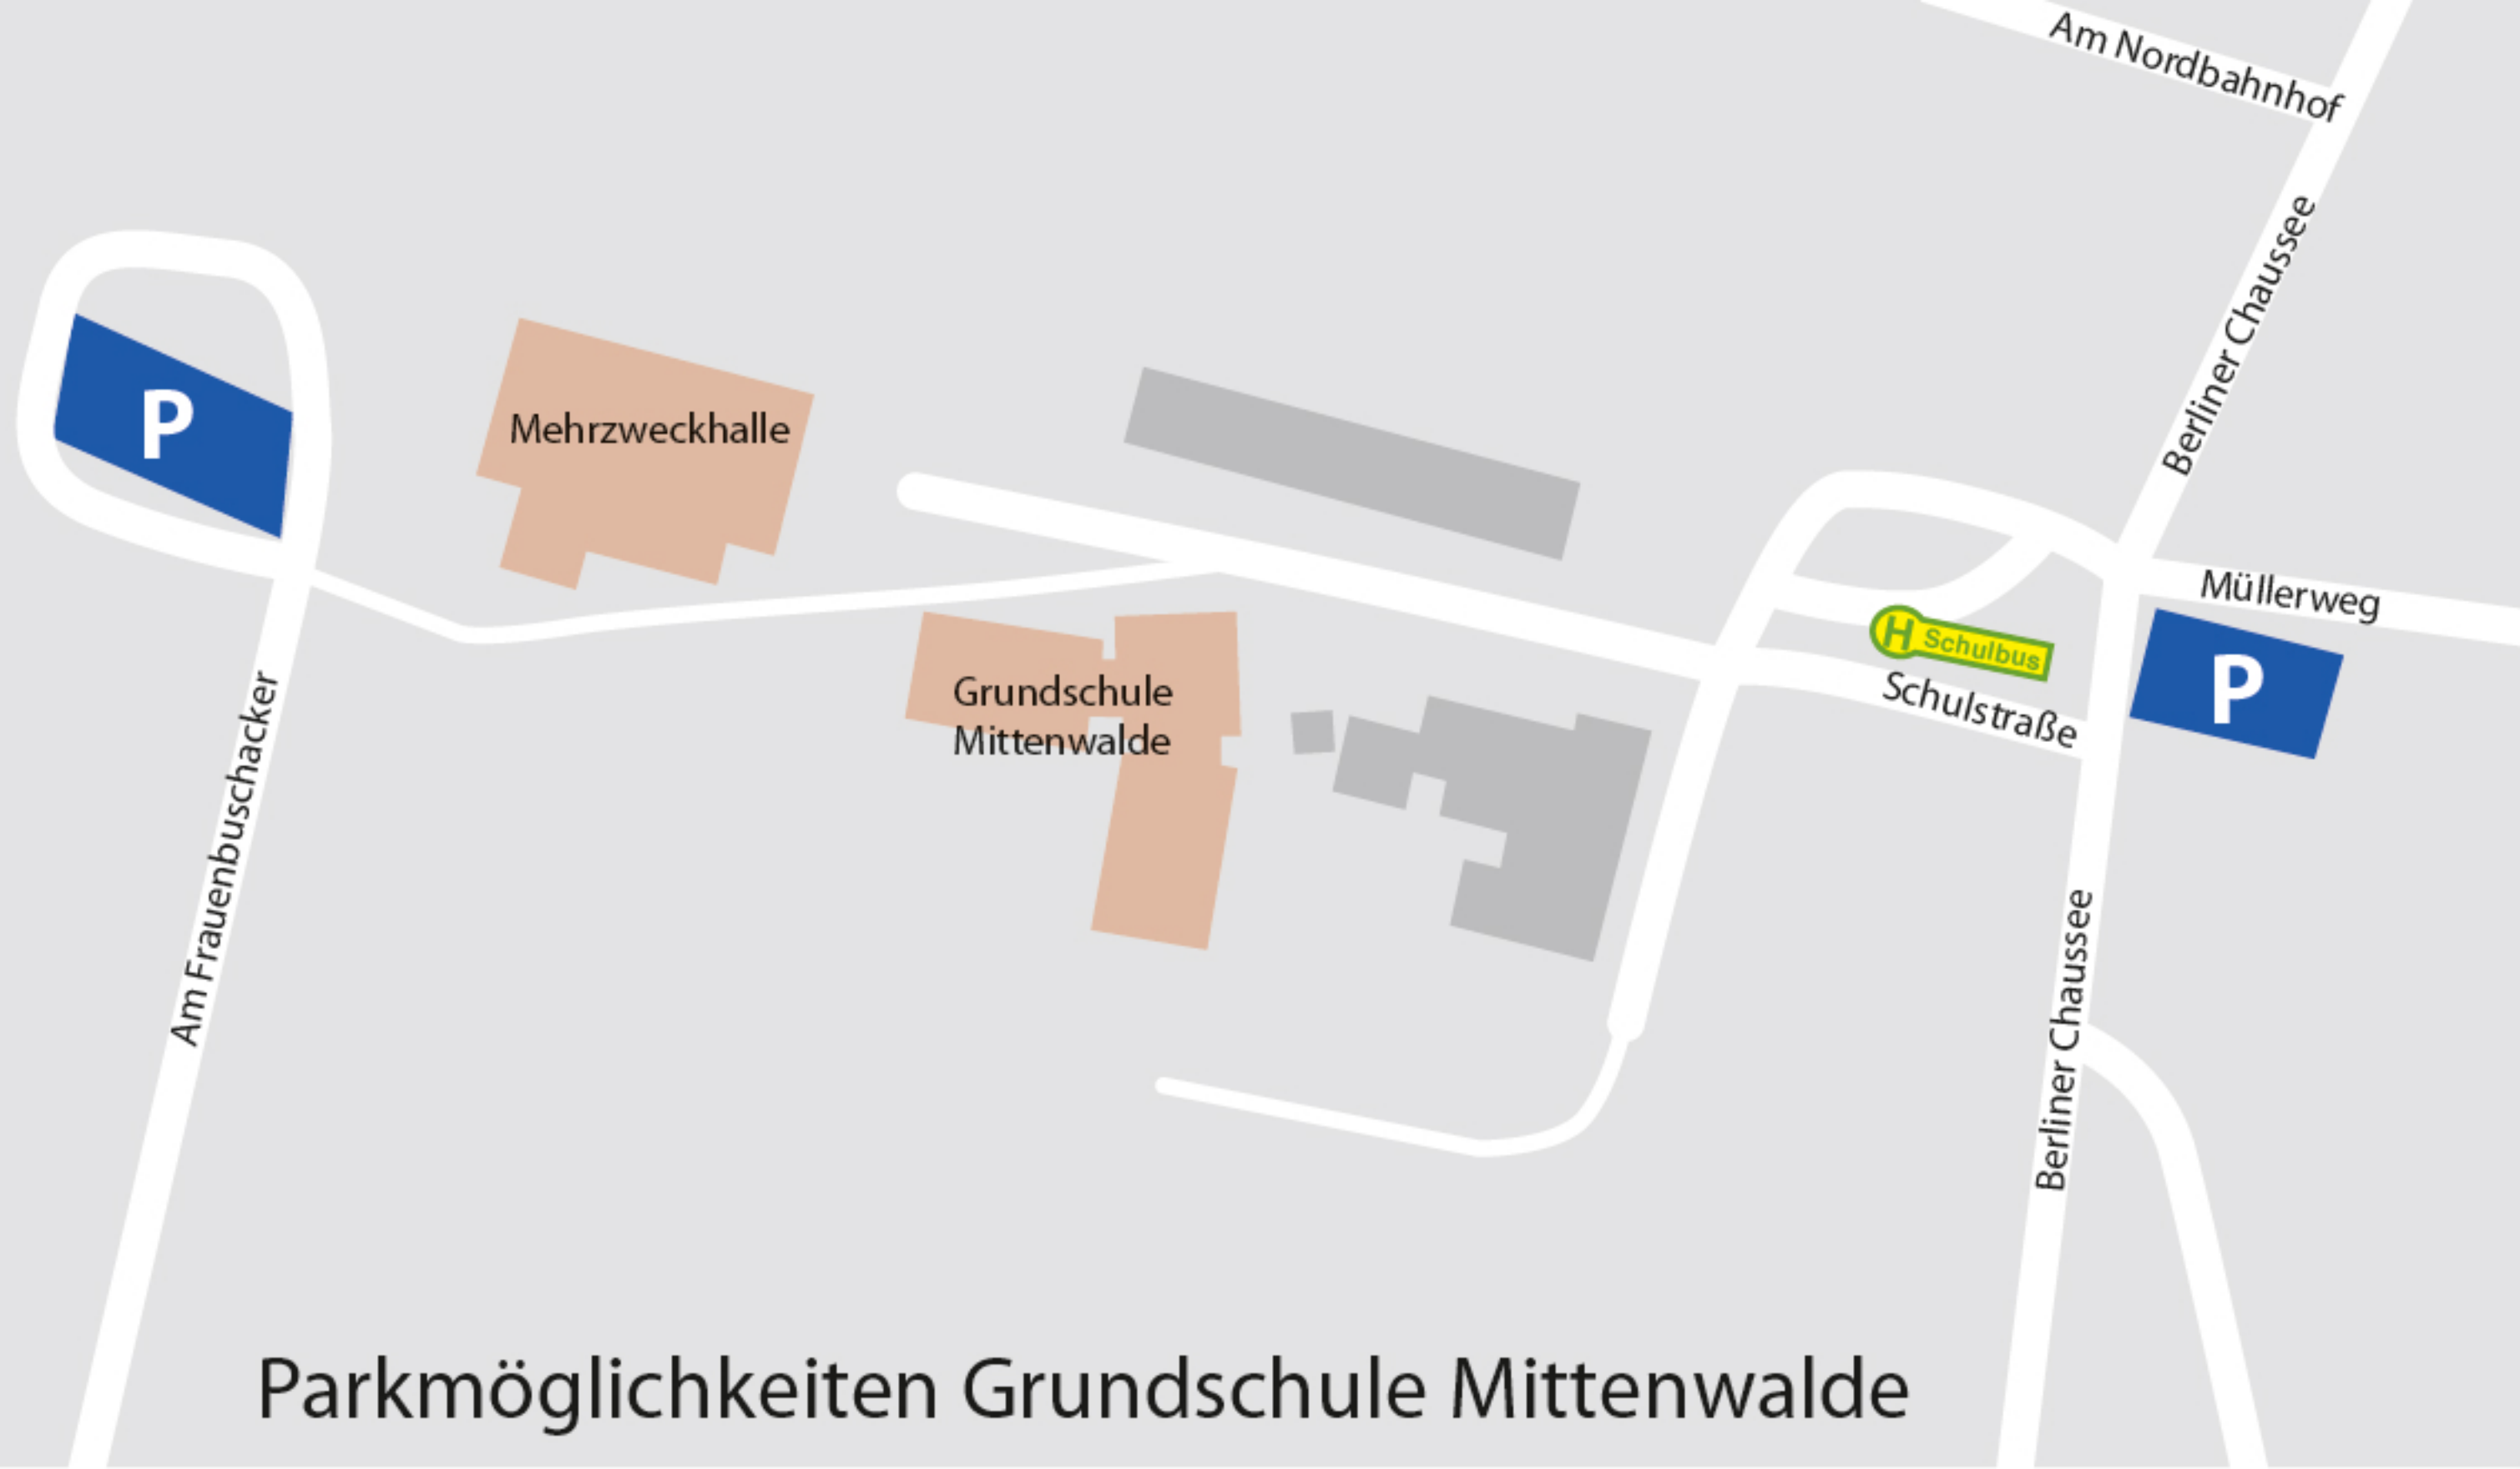 Am Nordbahnhof
Berliner Chaussee
P
Mehrzweckhalle
Müllerweg
H Schulbus
P
Schulstraße
Grundschule
Mittenwalde
Am Frauenbuschacker
Berliner Chaussee
Parkmöglichkeiten Grundschule Mittenwalde